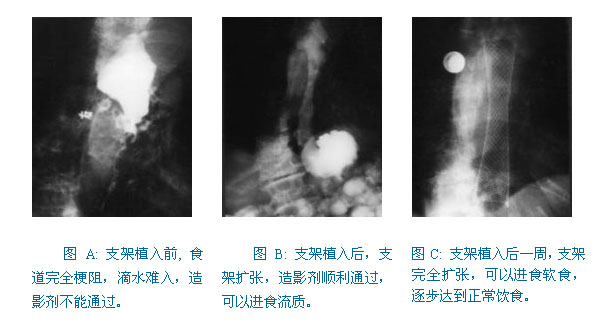 图 A: 支架植入前, 食
道完全梗阻，滴水难入，造
影剂不能通过。
图 B: 支架植入后，支
架扩张，造影剂顺利通过，
可以进食流质。
图 C: 支架植入后一周，支架
完全扩张，可以进食软食，
逐步达到正常饮食。